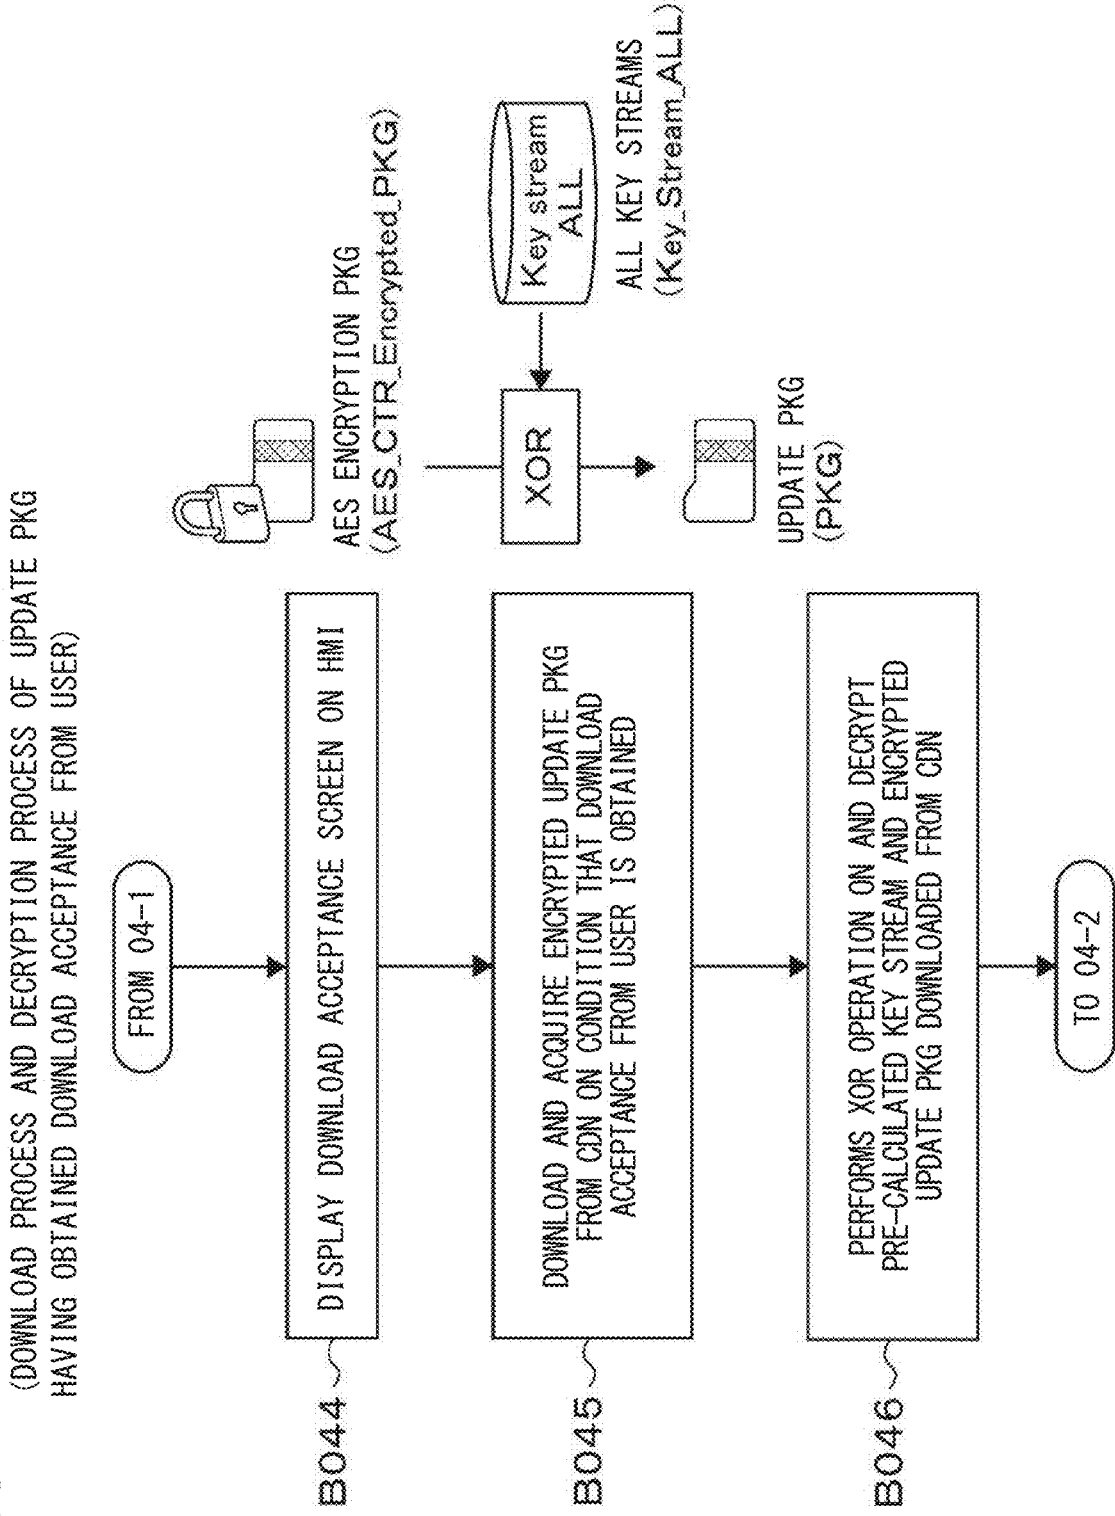 (DOWNLOAD PROCESS AND DECRYPTION PROCESS OF UPDATE PKG
HAVING OBTAINED DOWNLOAD ACCEPTANCE FROM USER)
FROM 04-1
B044
DISPLAY DOWNLOAD ACCEPTANCE SCREEN ON HMI
B045
DOWNLOAD AND ACQUIRE ENCRYPTED UPDATE PKG
FROM CDN ON CONDITION THAT DOWNLOAD
ACCEPTANCE FROM USER IS OBTAINED
B046
PERFORMS XOR OPERATION ON AND DECRYPT
PRE-CALCULATED KEY STREAM AND ENCRYPTED
UPDATE PKG DOWNLOADED FROM CDN
TO 04-2
AES ENCRYPTION PKG
(AES_CTR_Encrypted_PKG)
XOR
Key stream
ALL
ALL KEY STREAMS
(Key_Stream_ALL)
UPDATE PKG
(PKG)